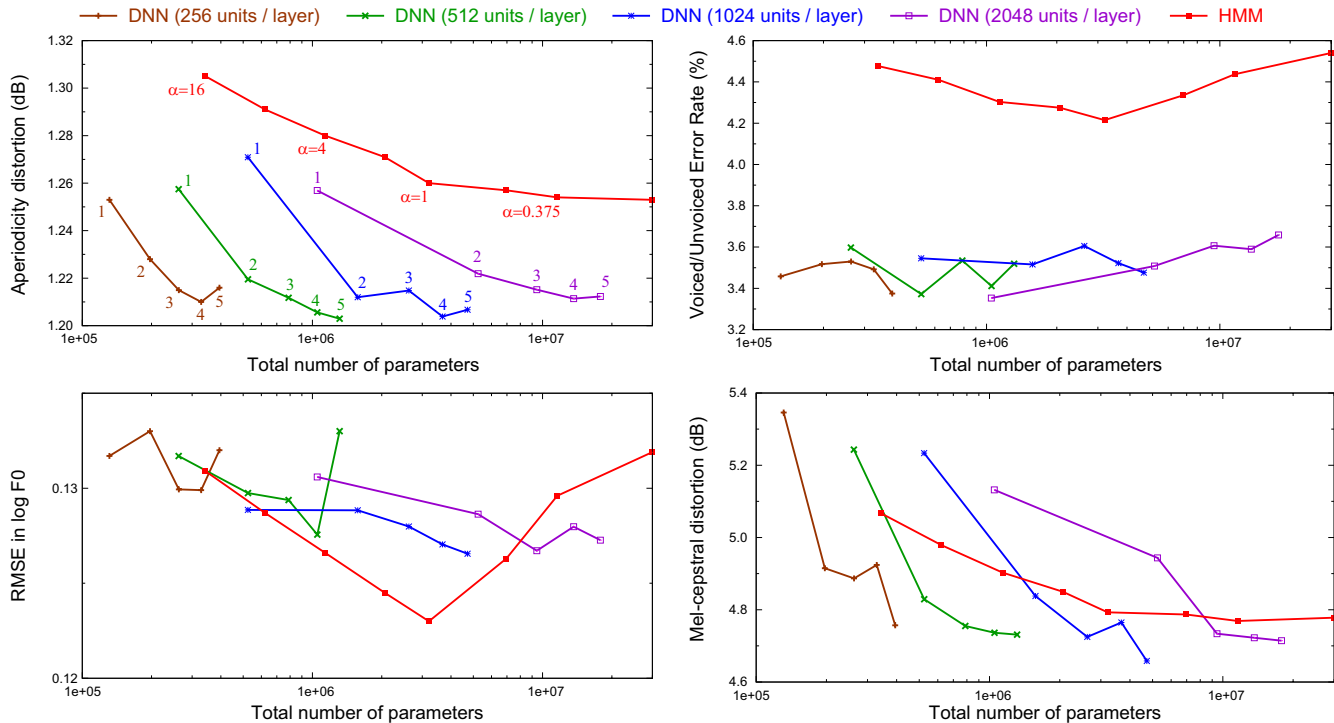 DNN (256 units / layer) DNN (512 units / layer) DNN (1024 units / layer) DNN (2048 units / layer) HMM
Aperiodicity distortion (dB)
1.32
1.30
1.28
1.26
1.24
1.22
1.20
α=16
α=4
α=1
α=0.375
1 2 3 4 5
1 2 3 4 5
1 2 3 4 5
1 2 3 4 5
1e+05 1e+06 1e+07
Total number of parameters
Voiced/Unvoiced Error Rate (%)
4.6
4.4
4.2
4.0
3.8
3.6
3.4
3.2
1e+05 1e+06 1e+07
Total number of parameters
RMSE in log F0
0.13
0.12
1e+05 1e+06 1e+07
Total number of parameters
Mel-cepstral distortion (dB)
5.4
5.2
5.0
4.8
4.6
1e+05 1e+06 1e+07
Total number of parameters